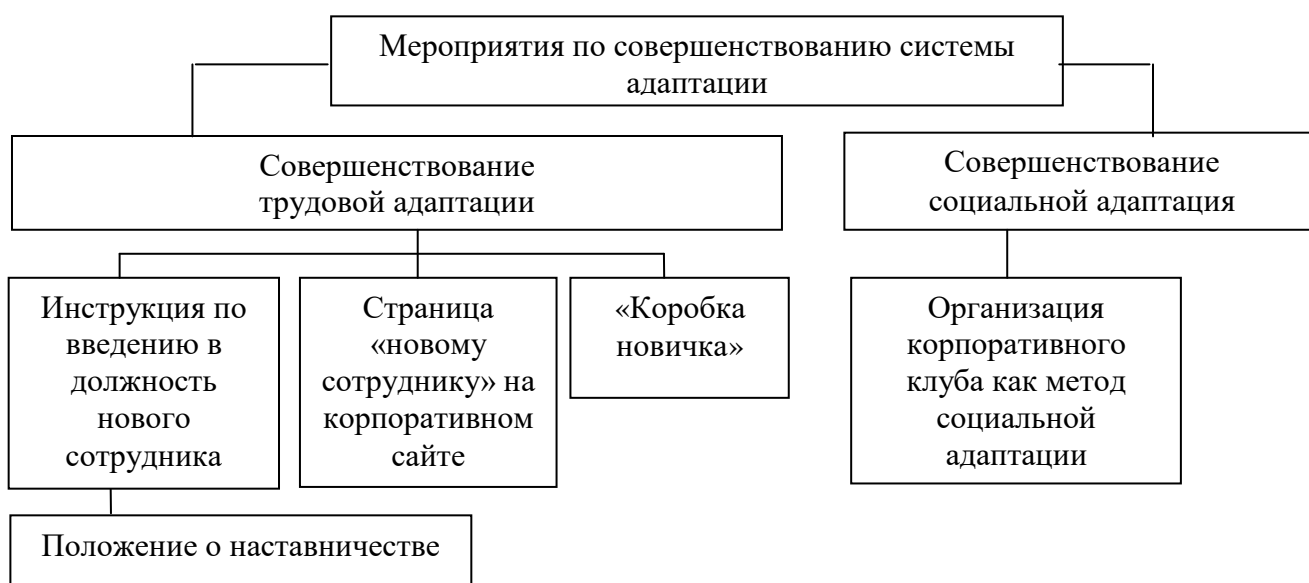 Мероприятия по совершенствованию системы
адаптации
Совершенствование
трудовой адаптации
Совершенствование
социальной адаптация
Инструкция по
введению в
должность
нового
сотрудника
Страница
«новому
сотруднику» на
корпоративном
сайте
«Коробка
новичка»
Организация
корпоративного
клуба как метод
социальной
адаптации
Положение о наставничестве